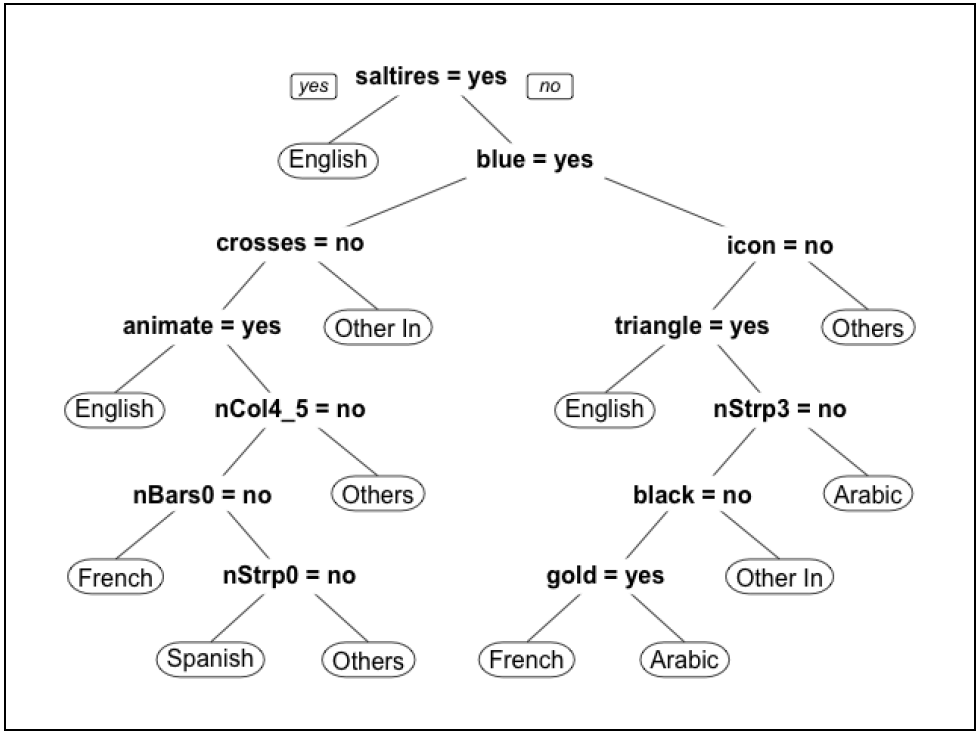 yes saltires = yes no
English blue = yes
crosses = no icon = no
animate = yes Other In triangle = yes Others
English nCol4_5 = no English nStrp3 = no
nBars0 = no Others black = no Arabic
French nStrp0 = no gold = yes Other In
Spanish Others French Arabic